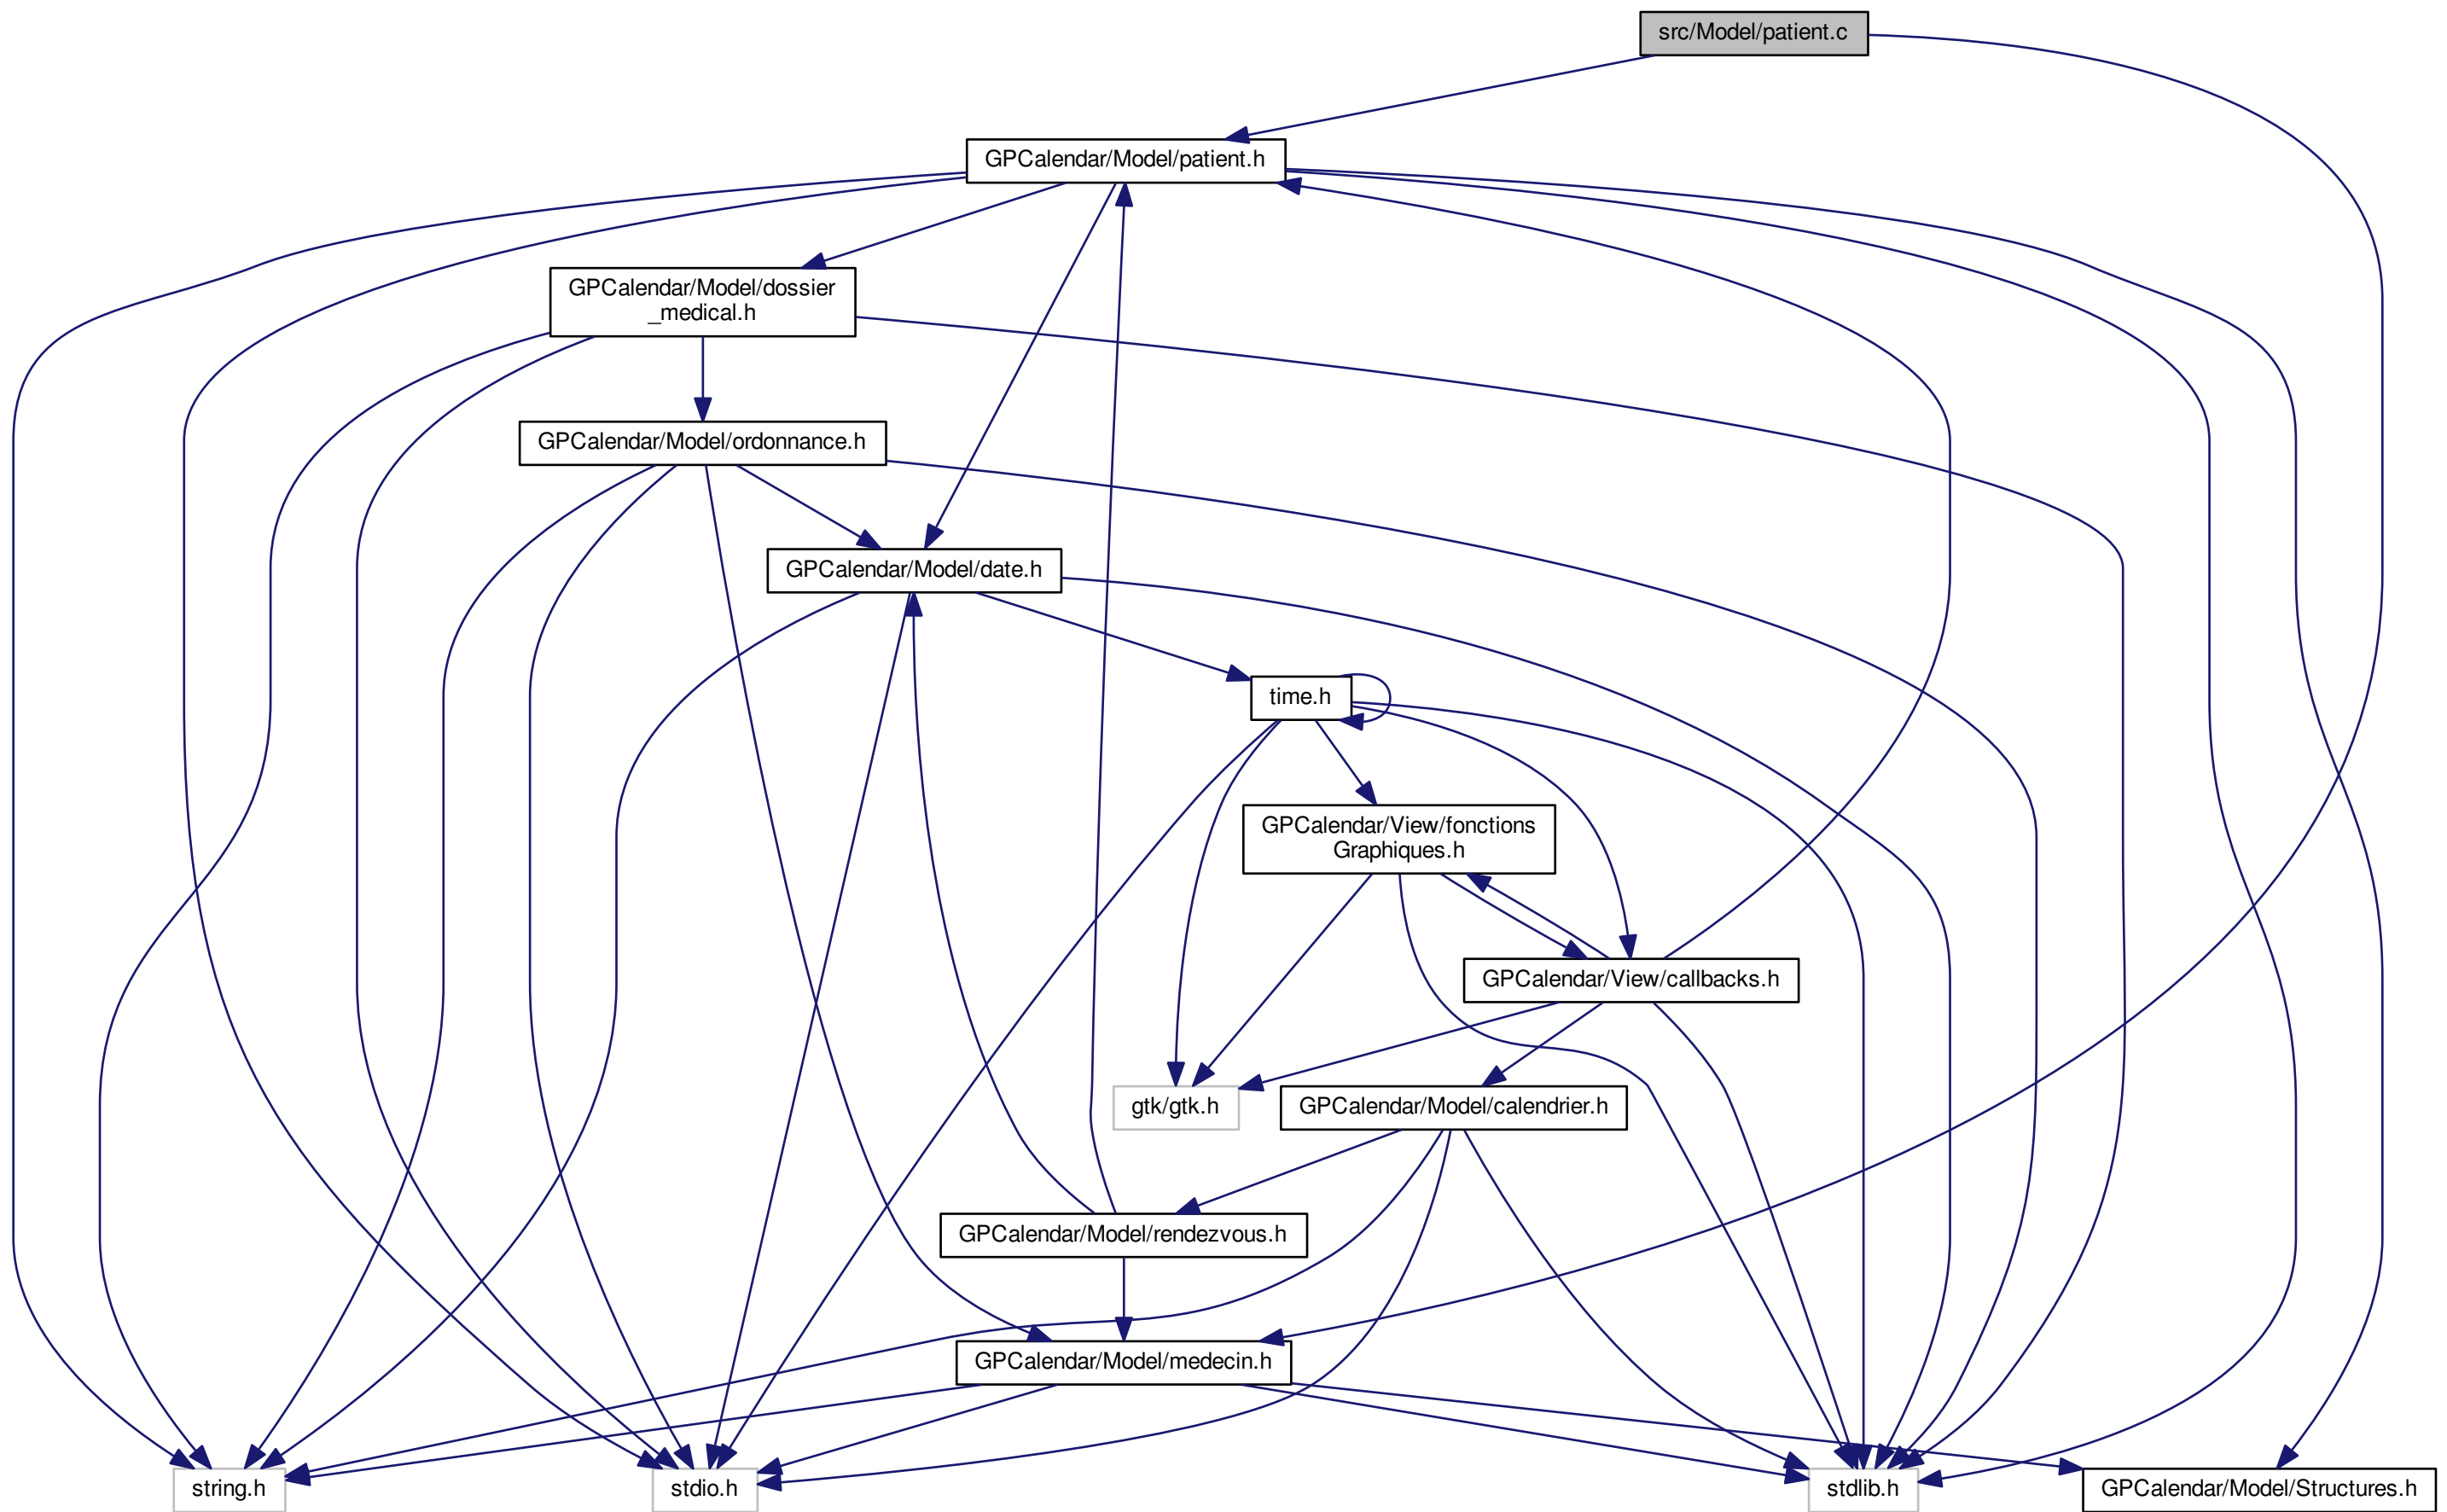 src/Model/patient.c
GPCalendar/Model/patient.h
GPCalendar/Model/dossier
_medical.h
GPCalendar/Model/ordonnance.h
GPCalendar/Model/date.h
time.h
GPCalendar/View/fonctions
Graphiques.h
GPCalendar/View/callbacks.h
gtk/gtk.h
GPCalendar/Model/calendrier.h
GPCalendar/Model/rendezvous.h
GPCalendar/Model/medecin.h
string.h
stdio.h
stdlib.h
GPCalendar/Model/Structures.h